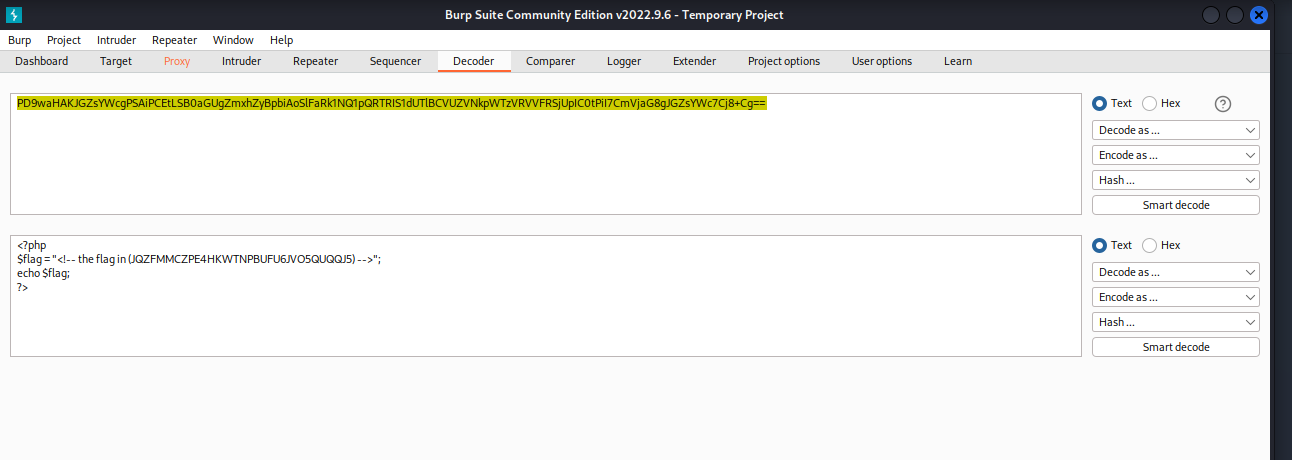 Burp Suite Community Edition v2022.9.6 - Temporary Project
Burp Project Intruder Repeater Window Help
Dashboard Target Proxy Intruder Repeater Sequencer Decoder Comparer Logger Extender Project options User options Learn
PD9waHAKJGZsYWcgPSAiPCEtLSB0aGUgZmxhZyBpbiAoSlFaRk1NQ1pQRTRIS1dUTlBCVUZVNkpWTzVRVVFRSjUpIC0tPiI7CmVjaG8gJGZsYWc7Cj8+Cg==
Text Hex ?
Decode as ...
Encode as ...
Hash ...
Smart decode
<?php
$flag = "<!-- the flag in (JQZFMMCZPE4HKWTNPBUFU6JVO5QUQQJ5) -->";
echo $flag;
?>
Text Hex
Decode as ...
Encode as ...
Hash ...
Smart decode